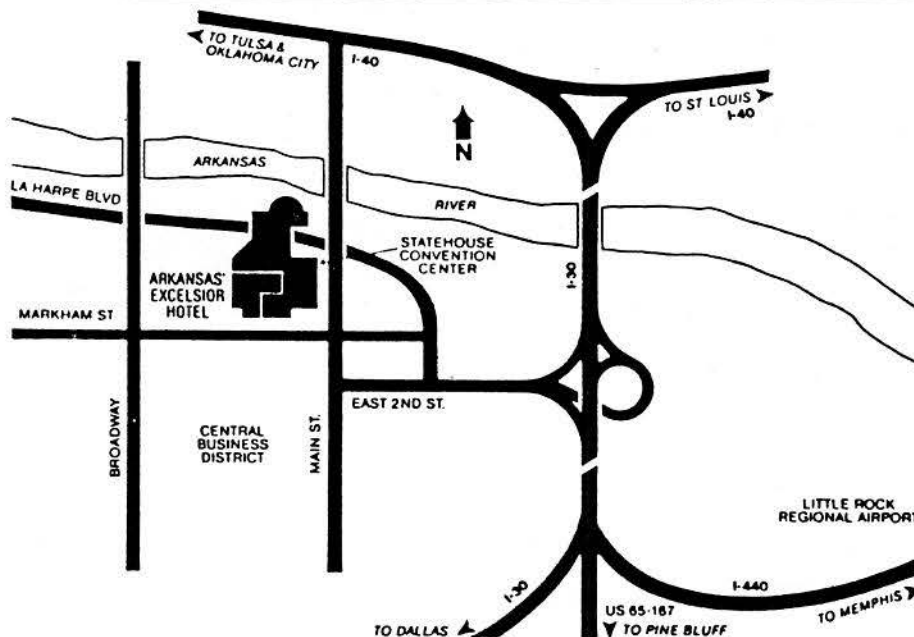 TO TULSA &
OKLAHOMA CITY
I-40
TO ST LOUIS
I-40
N
ARKANSAS
RIVER
LA HARPE BLVD
STATEHOUSE
CONVENTION
CENTER
I-30
ARKANSAS'
EXCELSIOR
HOTEL
MARKHAM ST
EAST 2ND ST.
BROADWAY
CENTRAL
BUSINESS
DISTRICT
MAIN ST.
LITTLE ROCK
REGIONAL AIRPORT
I-30
I-440
US 65-167
TO MEMPHIS
TO DALLAS
TO PINE BLUFF